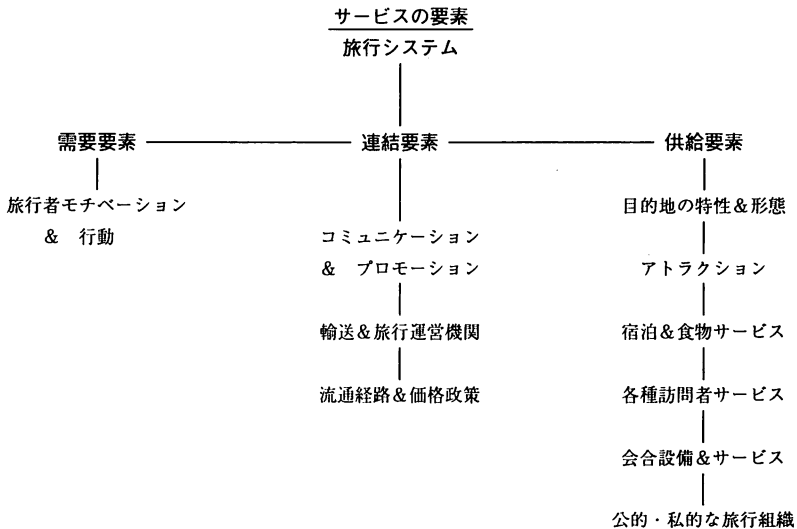 サービスの要素
旅行システム
需要要素
連結要素
供給要素
旅行者モチベーション
& 行動
コミュニケーション
& プロモーション
輸送&旅行運営機関
流通経路&価格政策
目的地の特性&形態
アトラクション
宿泊&食物サービス
各種訪問者サービス
会合設備&サービス
公的・私的な旅行組織